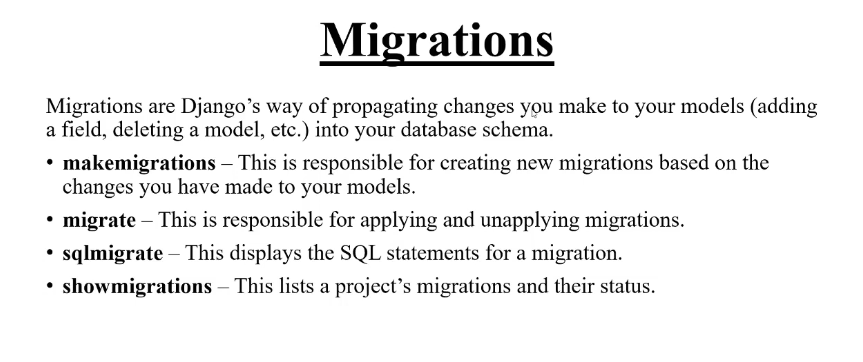 Migrations
Migrations are Django’s way of propagating changes you make to your models (adding
a field, deleting a model, etc.) into your database schema.
• makemigrations – This is responsible for creating new migrations based on the
changes you have made to your models.
• migrate – This is responsible for applying and unapplying migrations.
• sqlmigrate – This displays the SQL statements for a migration.
• showmigrations – This lists a project’s migrations and their status.